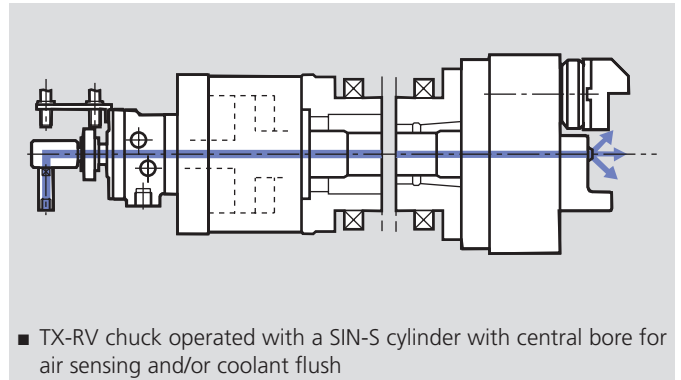 ■ TX-RV chuck operated with a SIN-S cylinder with central bore for
air sensing and/or coolant flush